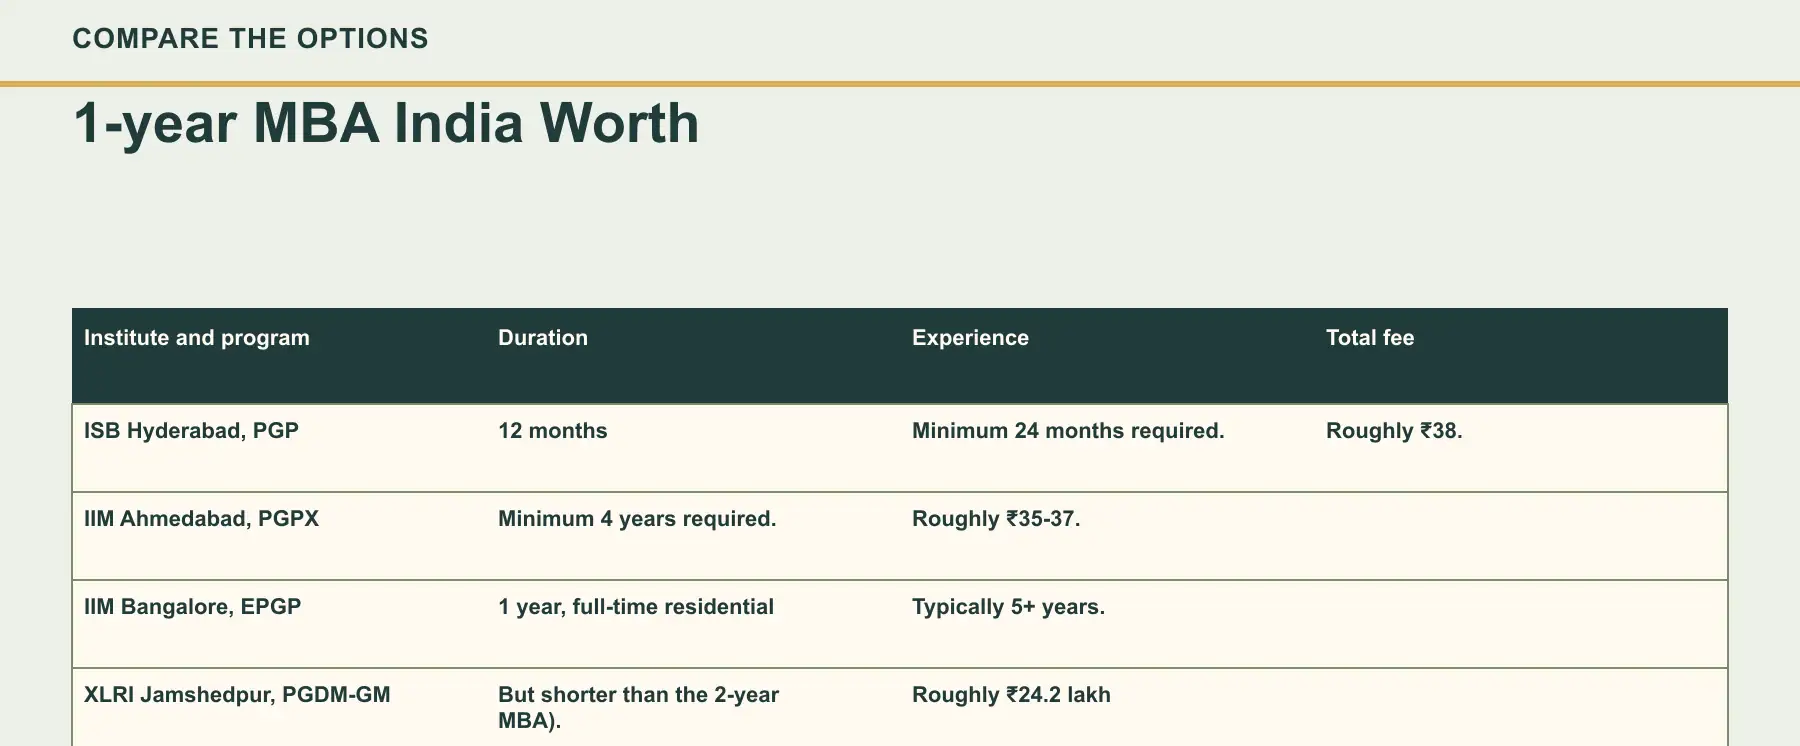 COMPARE THE OPTIONS
1-year MBA India Worth
Institute and program Duration Experience Total fee
ISB Hyderabad, PGP 12 months Minimum 24 months required. Roughly ₹38.
IIM Ahmedabad, PGPX Minimum 4 years required. Roughly ₹35-37.
IIM Bangalore, EPGP 1 year, full-time residential Typically 5+ years.
XLRI Jamshedpur, PGDM-GM But shorter than the 2-year Roughly ₹24.2 lakh
MBA).